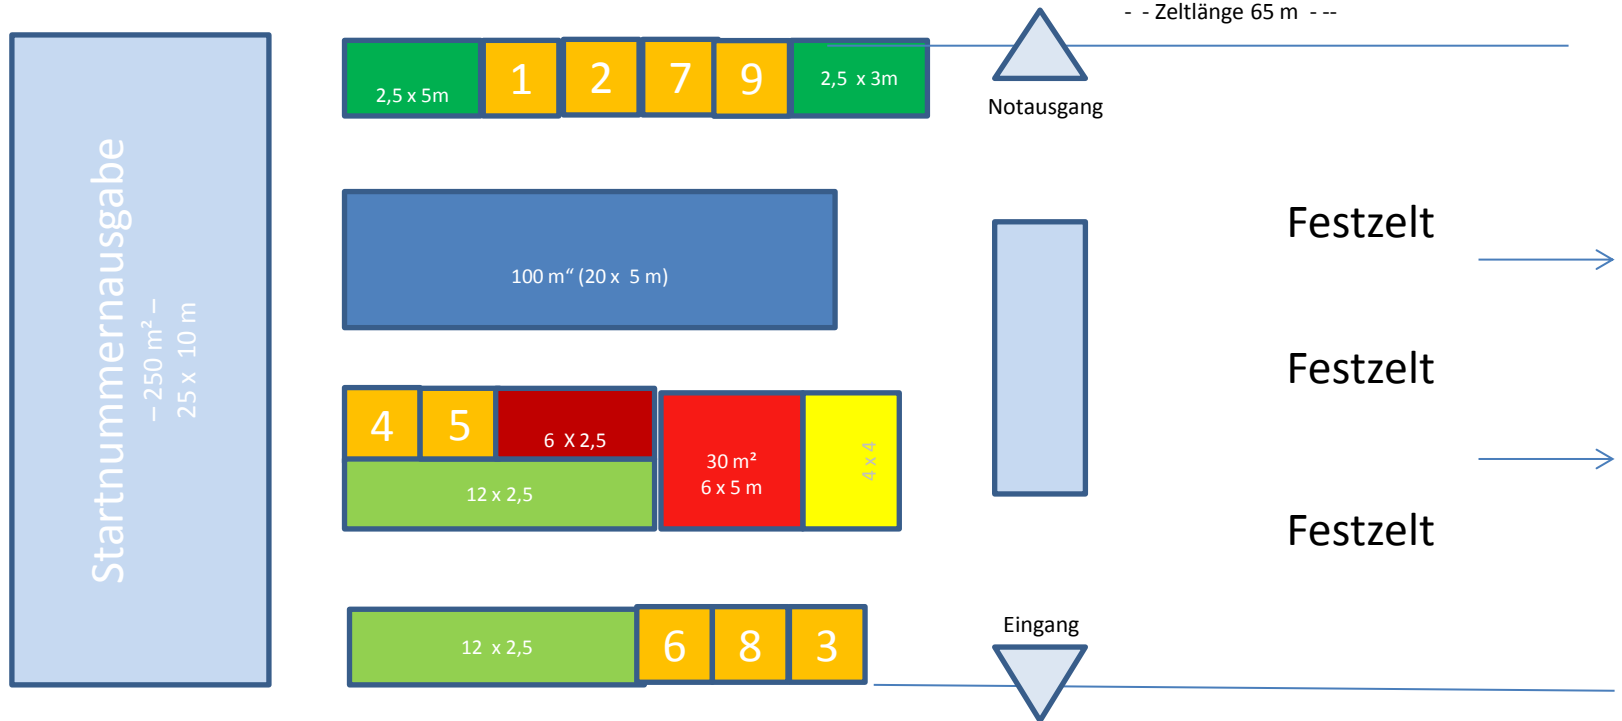 - - Zeltlänge 65 m - --
2,5 x 5m
1
2
7
9
2,5 x 3m
Notausgang
Startnummernausgabe
– 250 m² –
25 x 10 m
100 m“ (20 x 5 m)
Festzelt
Festzelt
Festzelt
4
5
6 X 2,5
12 x 2,5
30 m²
6 x 5 m
4 x 4
12 x 2,5
6
8
3
Eingang